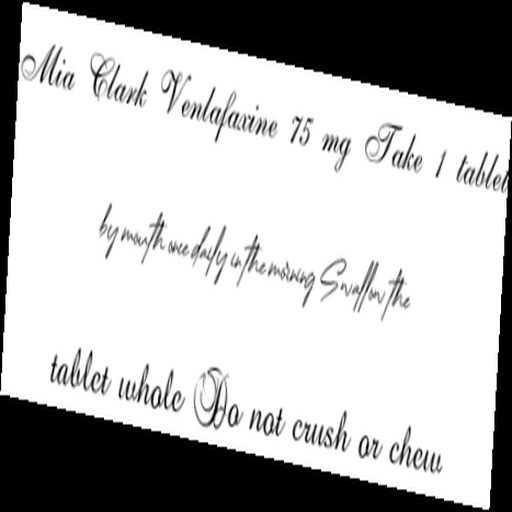 Mia Clark Venlafaxine 75 mg Take 1 tablet
by mouth once daily in the morning Swallow the
tablet whole Do not crush or chew